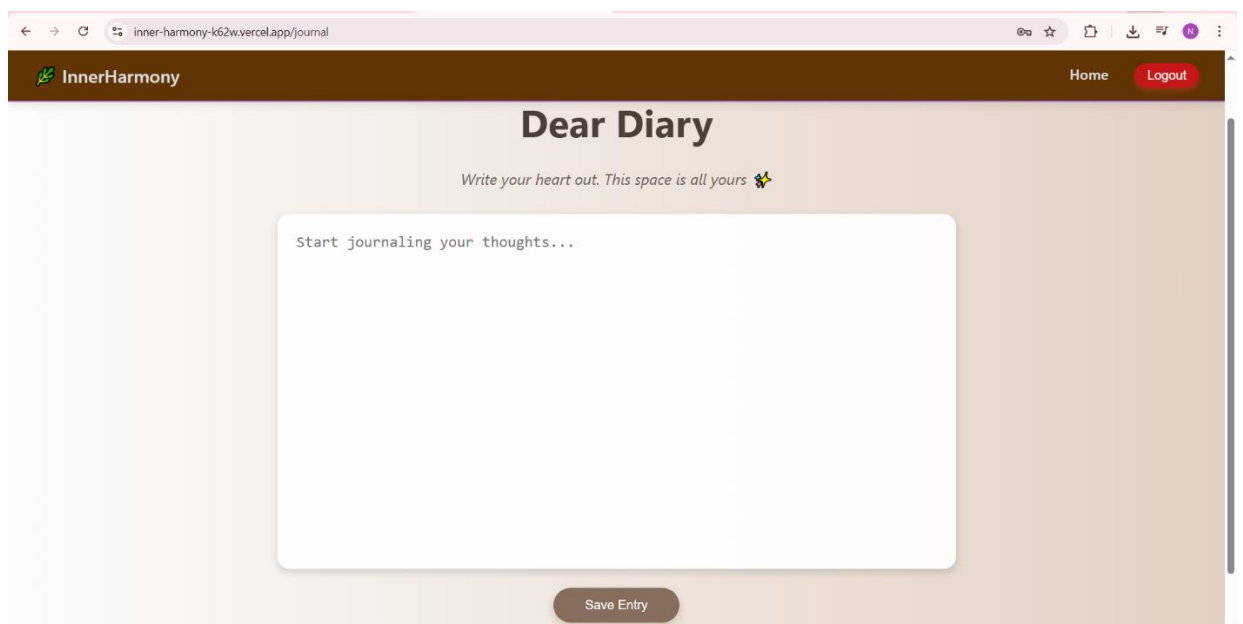 inner-harmony-k62w.vercel.app/journal
N
InnerHarmony
Home
Logout
Dear Diary
Write your heart out. This space is all yours ✨
Start journaling your thoughts...
Save Entry